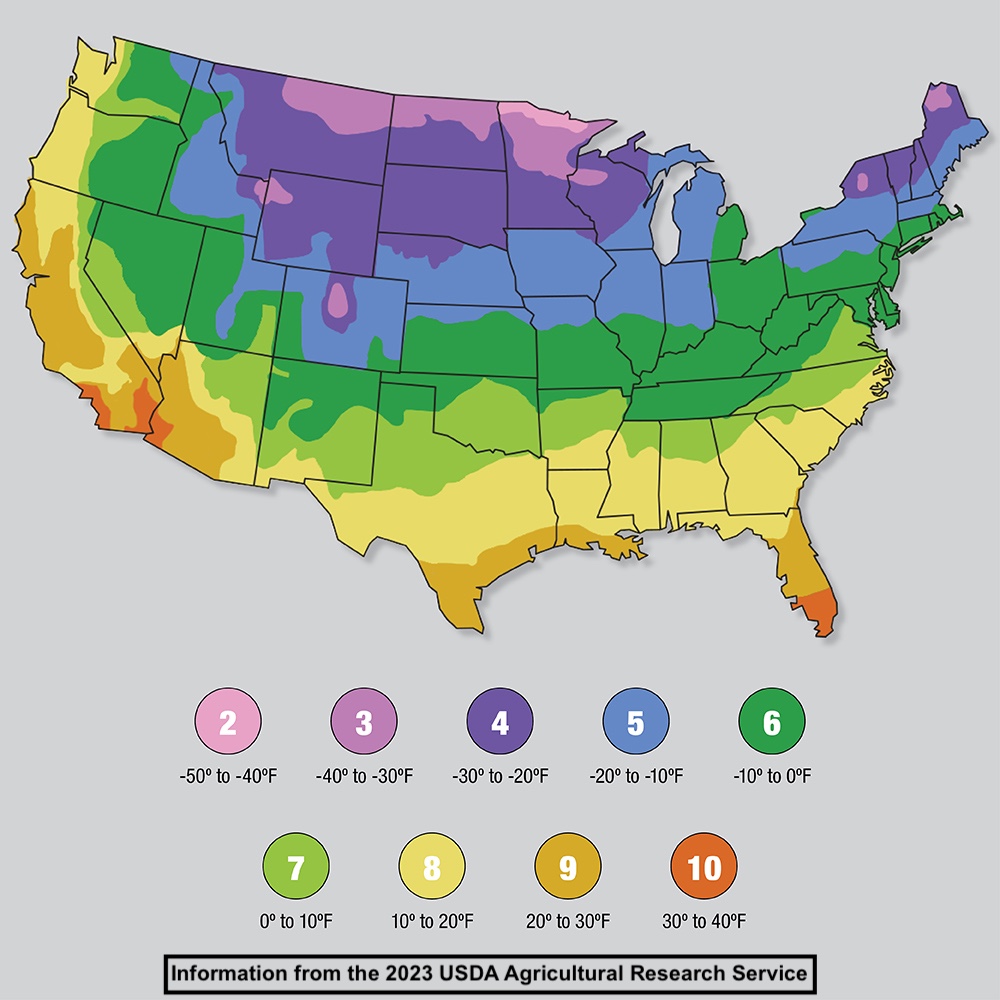 2 3 4 5 6
-50º to -40ºF -40º to -30ºF -30º to -20ºF -20º to -10ºF -10º to 0ºF
7 8 9 10
0º to 10ºF 10º to 20ºF 20º to 30ºF 30º to 40ºF
Information from the 2023 USDA Agricultural Research Service